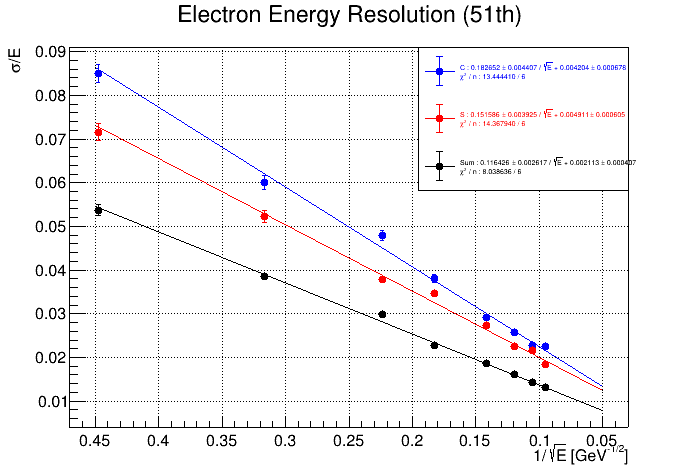 Electron Energy Resolution (51th)
σ/E
0.09
0.08
0.07
0.06
0.05
0.04
0.03
0.02
0.01
C : 0.182652 ± 0.004407 / √E + 0.004204 ± 0.000678
χ² / n : 13.444410 / 6
S : 0.151586 ± 0.003925 / √E + 0.004911 ± 0.000605
χ² / n : 14.367940 / 6
Sum : 0.116426 ± 0.002617 / √E + 0.002113 ± 0.000407
χ² / n : 8.038636 / 6
0.45 0.4 0.35 0.3 0.25 0.2 0.15 0.1 0.05
1/√E [GeV^-1/2]